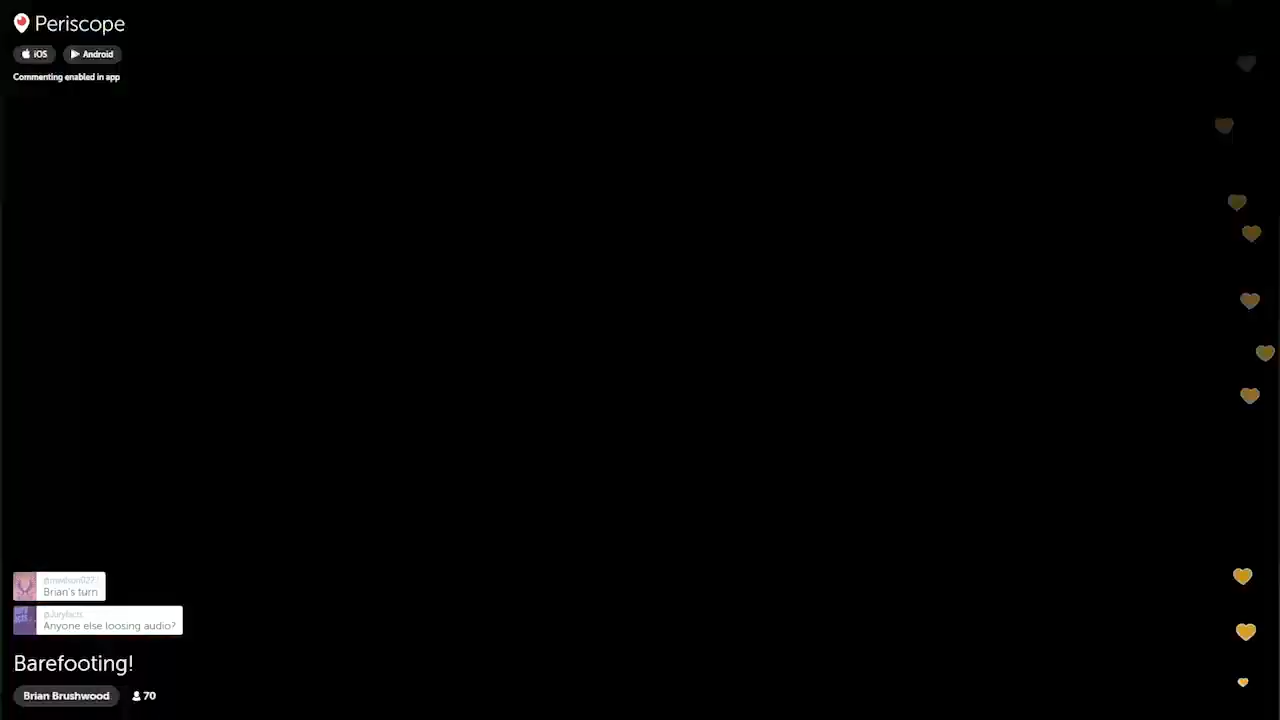 Periscope
iOS Android
Commenting enabled in app
Brian's turn
Anyone else loosing audio?
Barefooting!
Brian Brushwood 70